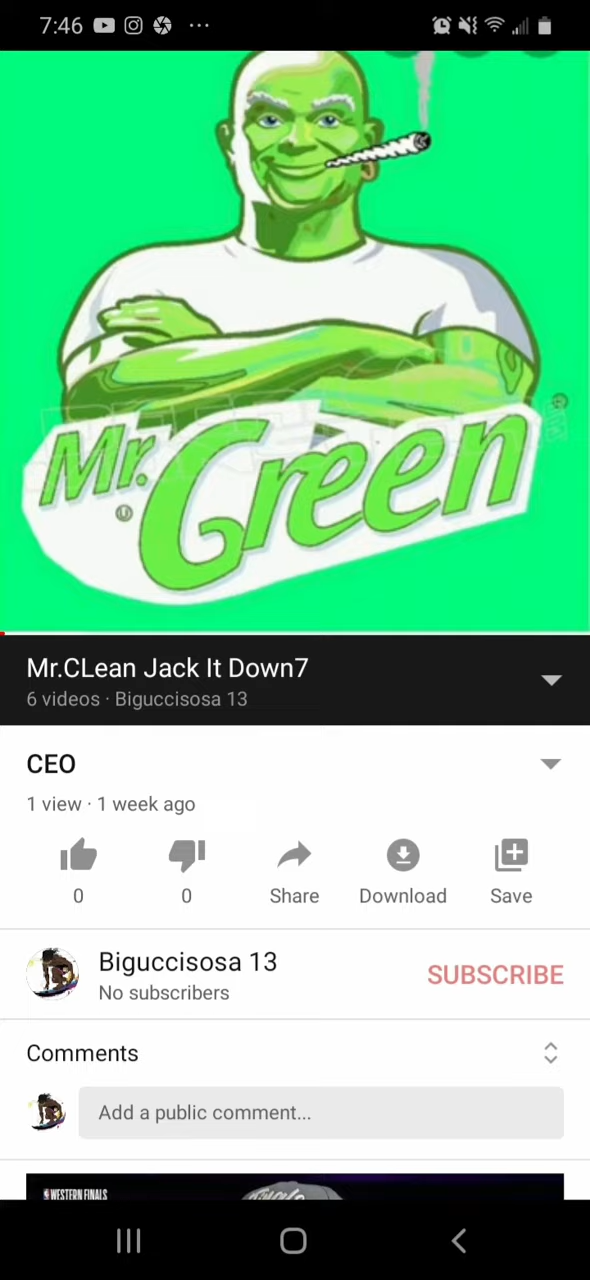 7:46
Mr. Green
Mr.CLean Jack It Down7
6 videos · Biguccisosa 13
CEO
1 view · 1 week ago
0
0
Share
Download
Save
Biguccisosa 13
No subscribers
SUBSCRIBE
Comments
Add a public comment...
WESTERN FINALS